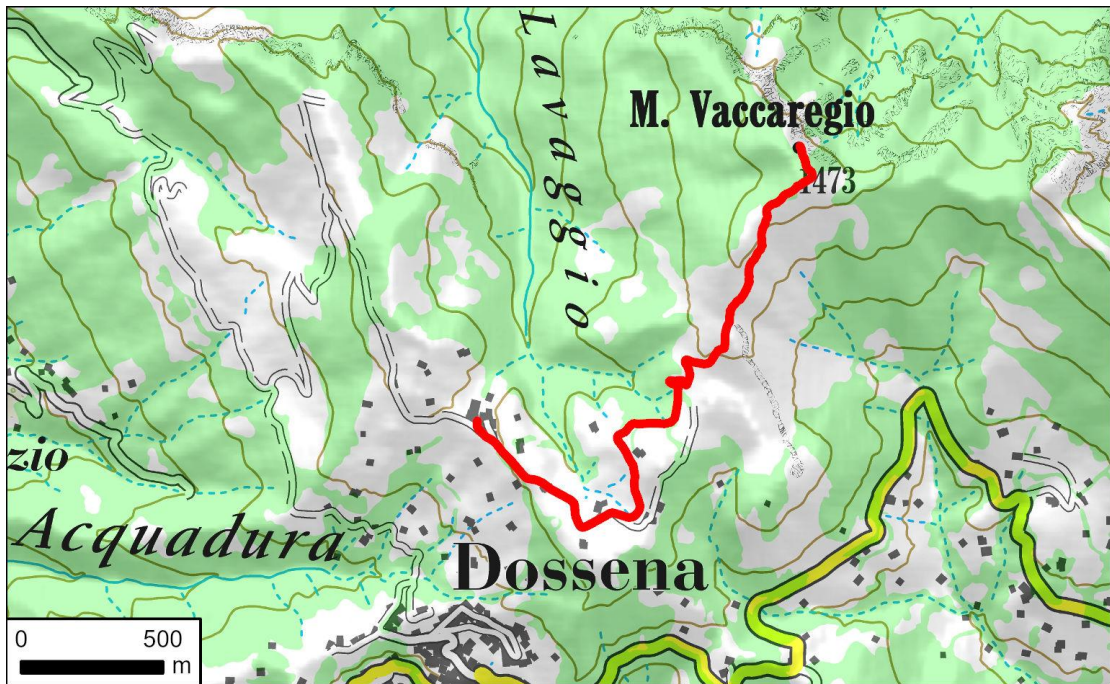 Lavaggio
M. Vaccaregio
1473
zio
Acquadura
Dossena
0 500
m